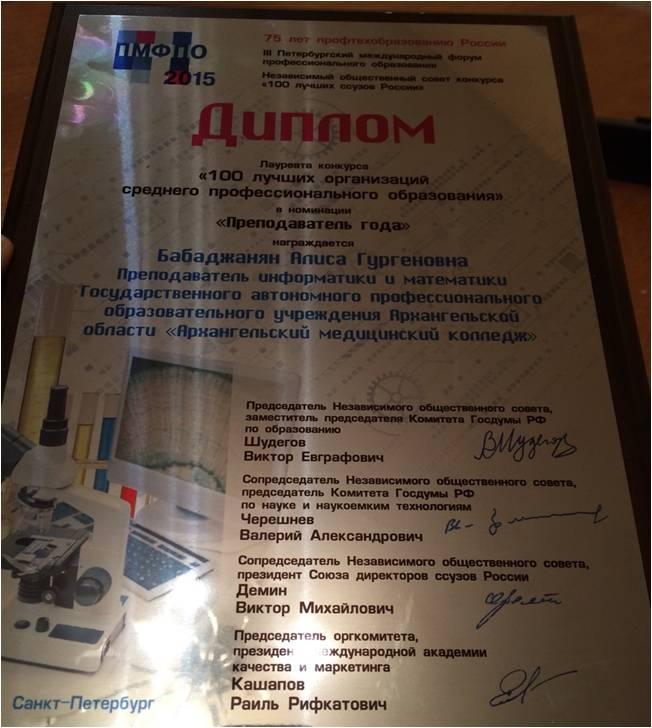 ПМФПО
2015
75 лет профтехобразованию России
III Петербургский международный форум
профессионального образования
Независимый общественный совет конкурса
«100 лучших ссузов России»
Диплом
Лауреата конкурса
«100 лучших организаций
среднего профессионального образования»
в номинации
«Преподаватель года»
награждается
Бабаджанян Алиса Гургеновна
Преподаватель информатики и математики
Государственного автономного профессионального
образовательного учреждения Архангельской
области «Архангельский медицинский колледж»
Председатель Независимого общественного совета,
заместитель председателя Комитета Госдумы РФ
по образованию
Шудегов
Виктор Евграфович
Сопредседатель Независимого общественного совета,
председатель Комитета Госдумы РФ
по науке и наукоемким технологиям
Черешнев
Валерий Александрович
Сопредседатель Независимого общественного совета,
президент Союза директоров ссузов России
Демин
Виктор Михайлович
Председатель оргкомитета,
президент Международной академии
качества и маркетинга
Кашапов
Раиль Рифкатович
Санкт-Петербург